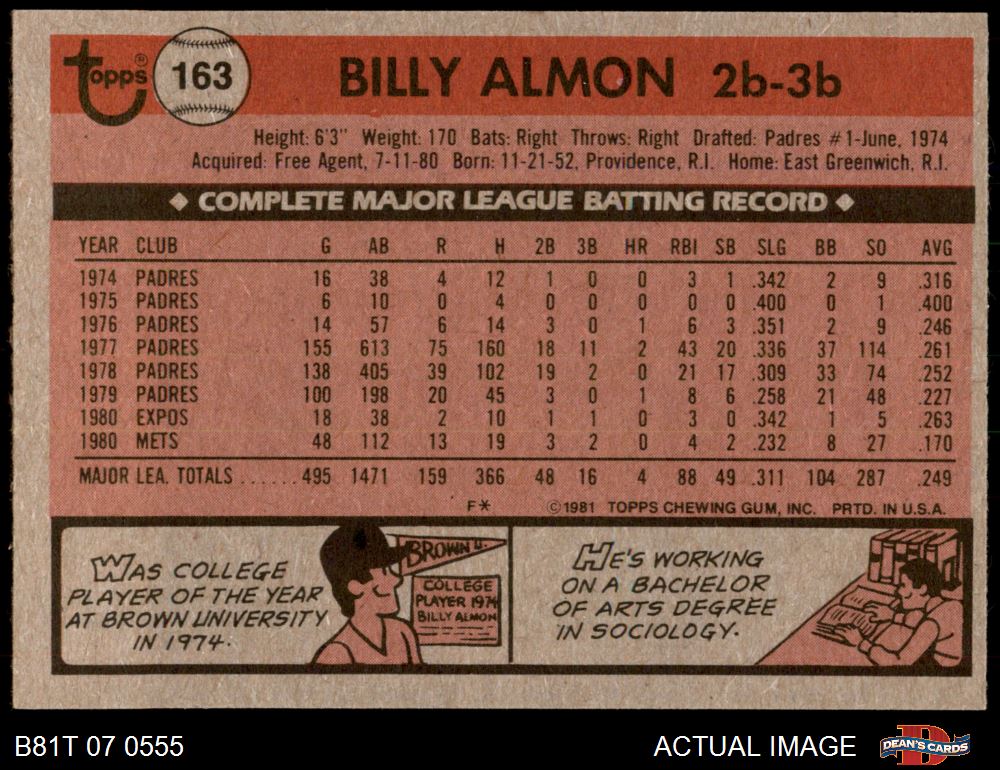 Topps®
163
BILLY ALMON 2b-3b
Height: 6'3" Weight: 170 Bats: Right Throws: Right Drafted: Padres #1-June, 1974
Acquired: Free Agent, 7-11-80 Born: 11-21-52, Providence, R.I. Home: East Greenwich, R.I.
◆ COMPLETE MAJOR LEAGUE BATTING RECORD ◆
YEAR CLUB G AB R H 2B 3B HR RBI SB SLG BB SO AVG
1974 PADRES 16 38 4 12 1 0 0 3 1 .342 2 9 .316
1975 PADRES 6 10 0 4 0 0 0 0 0 .400 0 1 .400
1976 PADRES 14 57 6 14 3 0 1 6 3 .351 2 9 .246
1977 PADRES 155 613 75 160 18 11 2 43 20 .336 37 114 .261
1978 PADRES 138 405 39 102 19 2 0 21 17 .309 33 74 .252
1979 PADRES 100 198 20 45 3 0 1 8 6 .258 21 48 .227
1980 EXPOS 18 38 2 10 1 1 0 3 0 .342 1 5 .263
1980 METS 48 112 13 19 3 2 0 4 2 .232 8 27 .170
MAJOR LEA. TOTALS ...... 495 1471 159 366 48 16 4 88 49 .311 104 287 .249
F* ©1981 TOPPS CHEWING GUM, INC. PRTD. IN U.S.A.
WAS COLLEGE
PLAYER OF THE YEAR
AT BROWN UNIVERSITY
IN 1974.
BROWN U.
COLLEGE
PLAYER 1974
BILLY ALMON
HE'S WORKING
ON A BACHELOR
OF ARTS DEGREE
IN SOCIOLOGY.
B81T 07 0555
ACTUAL IMAGE
DEAN'S CARDS